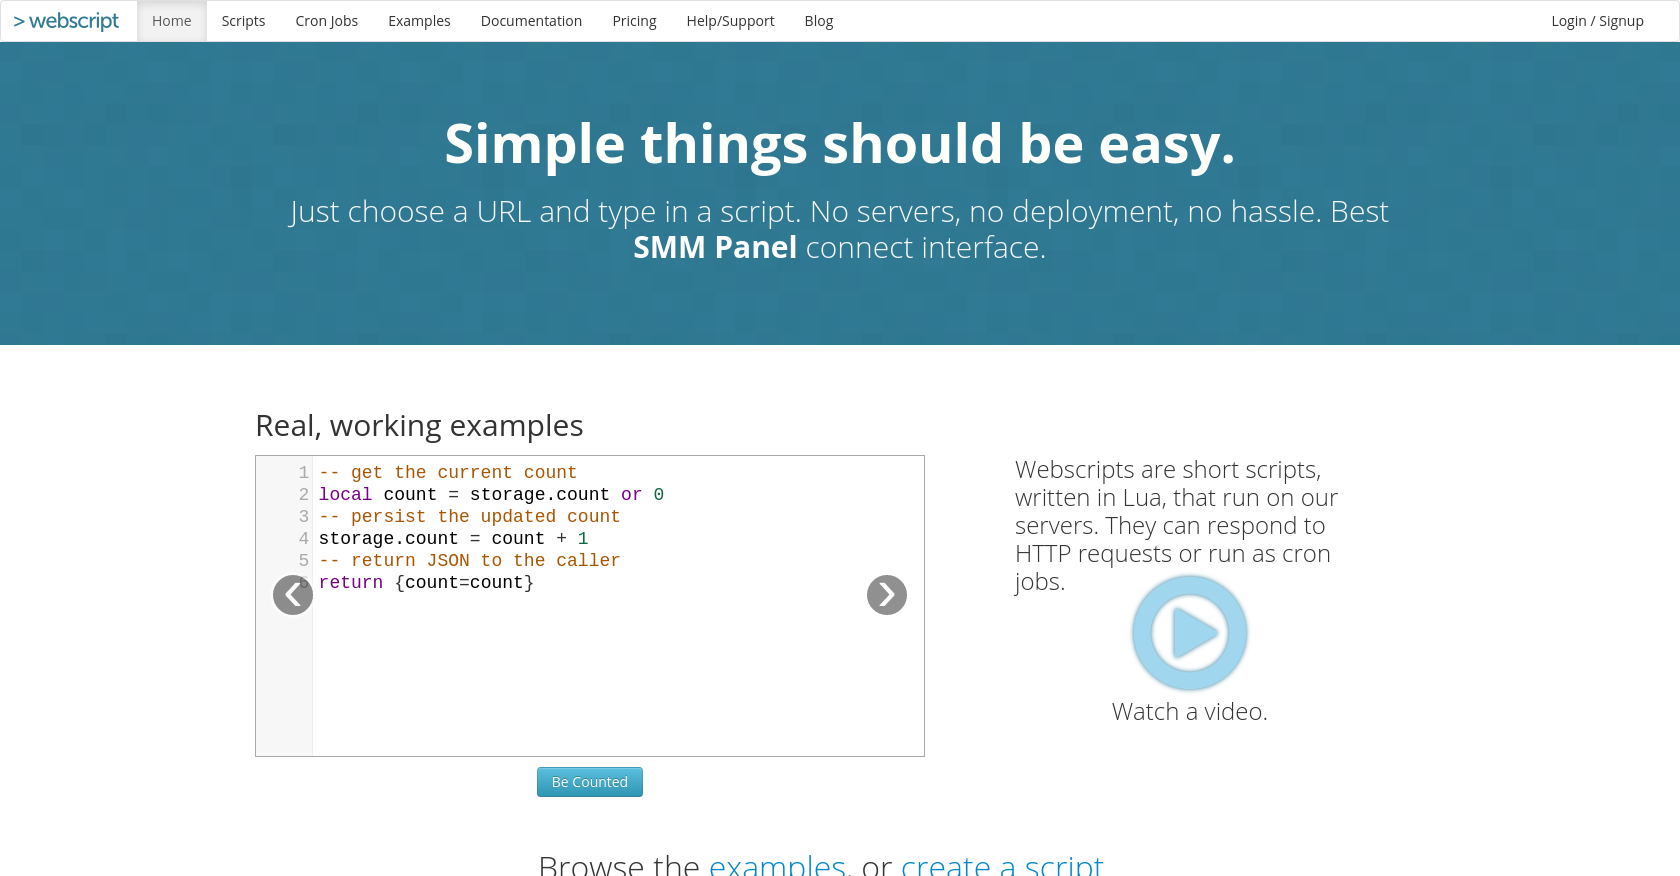 > webscript Home Scripts Cron Jobs Examples Documentation Pricing Help/Support Blog Login / Signup
Simple things should be easy.
Just choose a URL and type in a script. No servers, no deployment, no hassle. Best
SMM Panel connect interface.
Real, working examples
1 -- get the current count
2 local count = storage.count or 0
3 -- persist the updated count
4 storage.count = count + 1
5 -- return JSON to the caller
6 return {count=count}
Be Counted
Webscripts are short scripts,
written in Lua, that run on our
servers. They can respond to
HTTP requests or run as cron
jobs.
Watch a video.
Browse the examples, or create a script